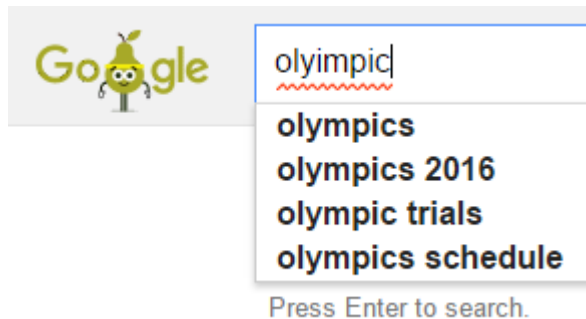 Google
olyimpic
olympics
olympics 2016
olympic trials
olympics schedule
Press Enter to search.